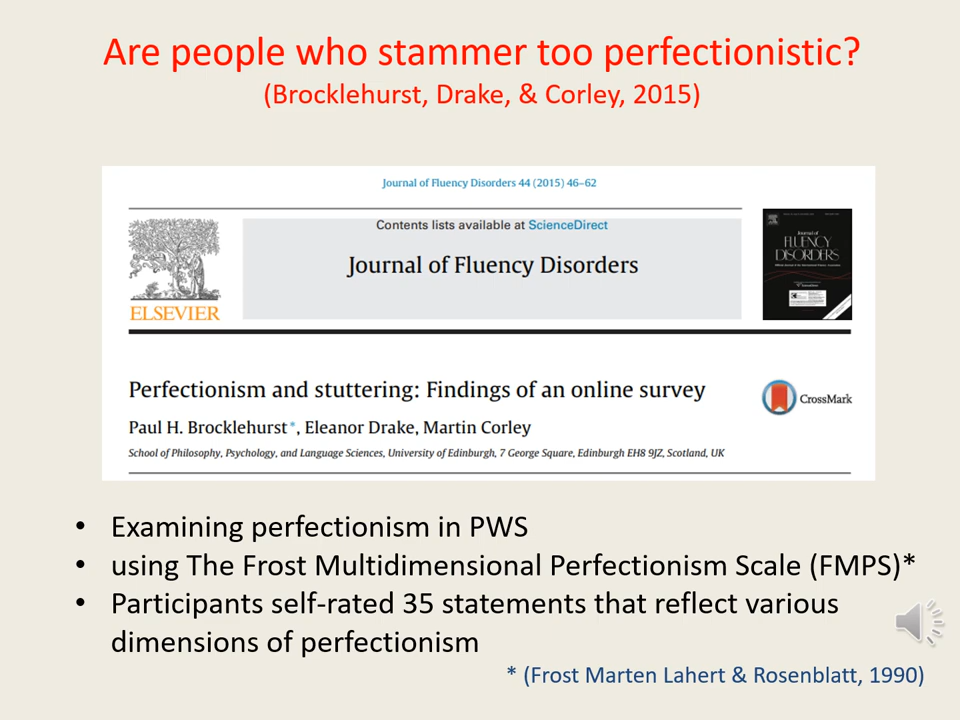 Are people who stammer too perfectionistic?
(Brocklehurst, Drake, & Corley, 2015)
Journal of Fluency Disorders 44 (2015) 46–62
Contents lists available at ScienceDirect
Journal of Fluency Disorders
ELSEVIER
Journal of
FLUENCY
DISORDERS
Perfectionism and stuttering: Findings of an online survey
CrossMark
Paul H. Brocklehurst*, Eleanor Drake, Martin Corley
School of Philosophy, Psychology, and Language Sciences, University of Edinburgh, 7 George Square, Edinburgh EH8 9JZ, Scotland, UK
• Examining perfectionism in PWS
• using The Frost Multidimensional Perfectionism Scale (FMPS)*
• Participants self-rated 35 statements that reflect various
dimensions of perfectionism
* (Frost Marten Lahert & Rosenblatt, 1990)